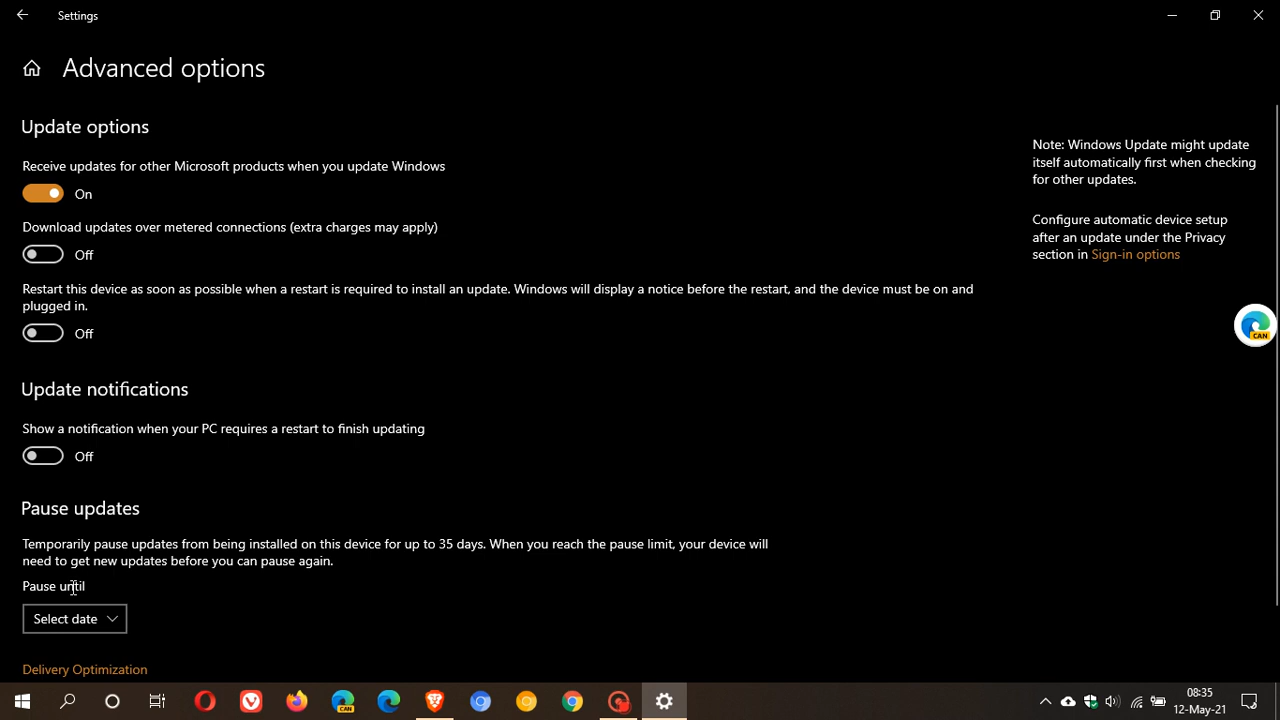 Settings
Advanced options
Update options
Receive updates for other Microsoft products when you update Windows
On
Download updates over metered connections (extra charges may apply)
Off
Restart this device as soon as possible when a restart is required to install an update. Windows will display a notice before the restart, and the device must be on and
plugged in.
Off
Update notifications
Show a notification when your PC requires a restart to finish updating
Off
Pause updates
Temporarily pause updates from being installed on this device for up to 35 days. When you reach the pause limit, your device will
need to get new updates before you can pause again.
Pause until
Select date
Delivery Optimization
Note: Windows Update might update
itself automatically first when checking
for other updates.
Configure automatic device setup
after an update under the Privacy
section in Sign-in options
CAN
CAN
08:35
12-May-21